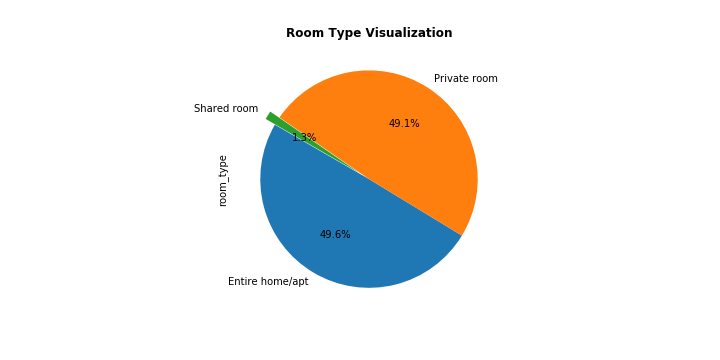 Room Type Visualization
Private room
Shared room
49.1%
1.3%
room_type
49.6%
Entire home/apt